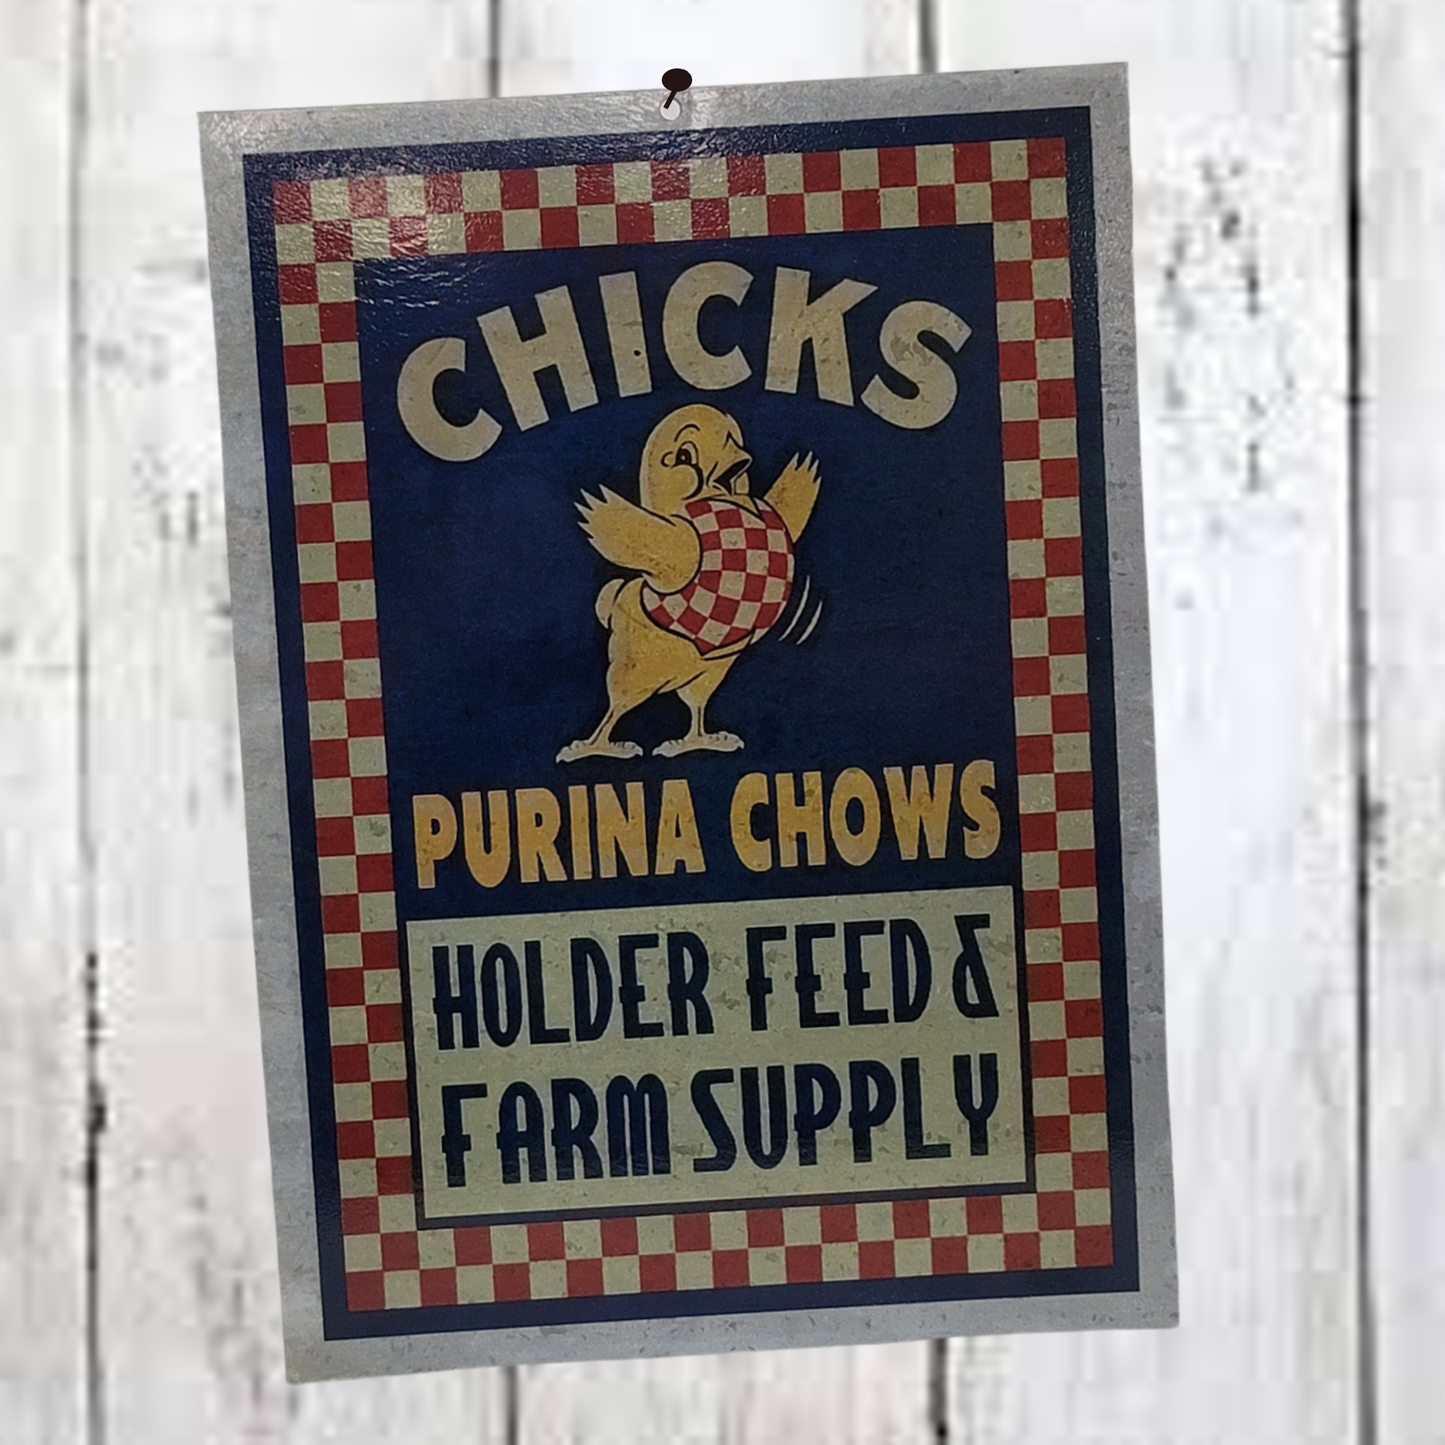 CHICKS
PURINA CHOWS
HOLDER FEED &
FARM SUPPLY